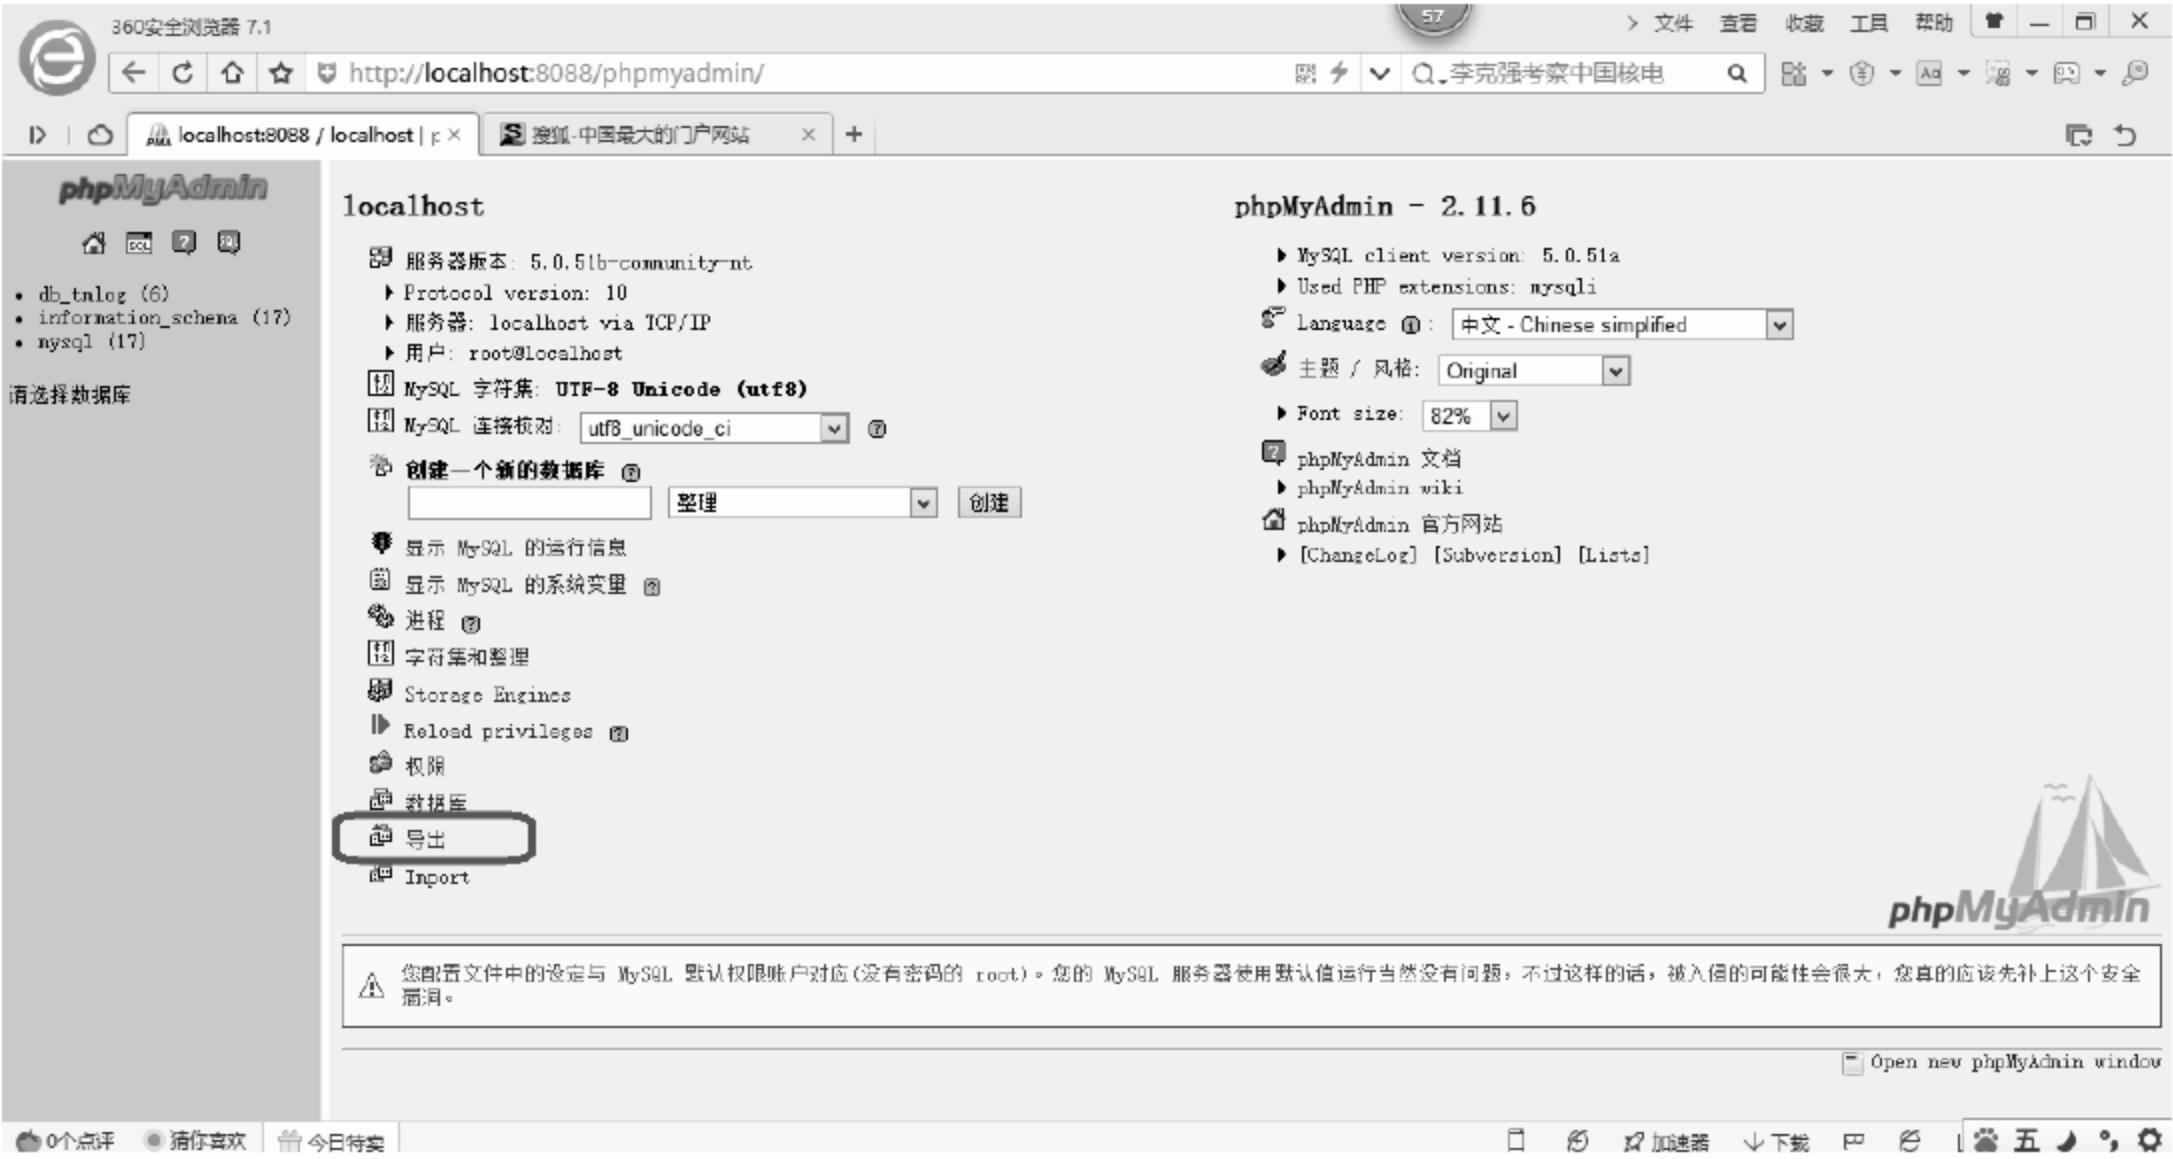 360安全浏览器 7.1
57
文件 查看 收藏 工具 帮助
http://localhost:8088/phpmyadmin/
李克强考察中国核电
localhost:8088 / localhost | p
搜狐-中国最大的门户网站
phpMyAdmin
db_tmlog (6)
information_schema (17)
mysql (17)
请选择数据库
localhost
服务器版本: 5.0.51b-community-nt
Protocol version: 10
服务器: localhost via TCP/IP
用户: root@localhost
MySQL 字符集: UTF-8 Unicode (utf8)
MySQL 连接校对: utf8_unicode_ci
创建一个新的数据库
整理 创建
显示 MySQL 的运行信息
显示 MySQL 的系统变量
进程
字符集和整理
Storage Engines
Reload privileges
权限
数据库
导出
Import
phpMyAdmin - 2.11.6
MySQL client version: 5.0.51a
Used PHP extensions: mysqli
Language : 中文 - Chinese simplified
主题 / 风格: Original
Font size: 82%
phpMyAdmin 文档
phpMyAdmin wiki
phpMyAdmin 官方网站
[ChangeLog] [Subversion] [Lists]
phpMyAdmin
您配置文件中的设定与 MySQL 默认权限账户对应(没有密码的 root)。您的 MySQL 服务器使用默认值运行当然没有问题，不过这样的话，被入侵的可能性会很大，您真的应该先补上这个安全
漏洞。
Open new phpMyAdmin window
0个点评 猜你喜欢 今日特卖
加速器 下载
五